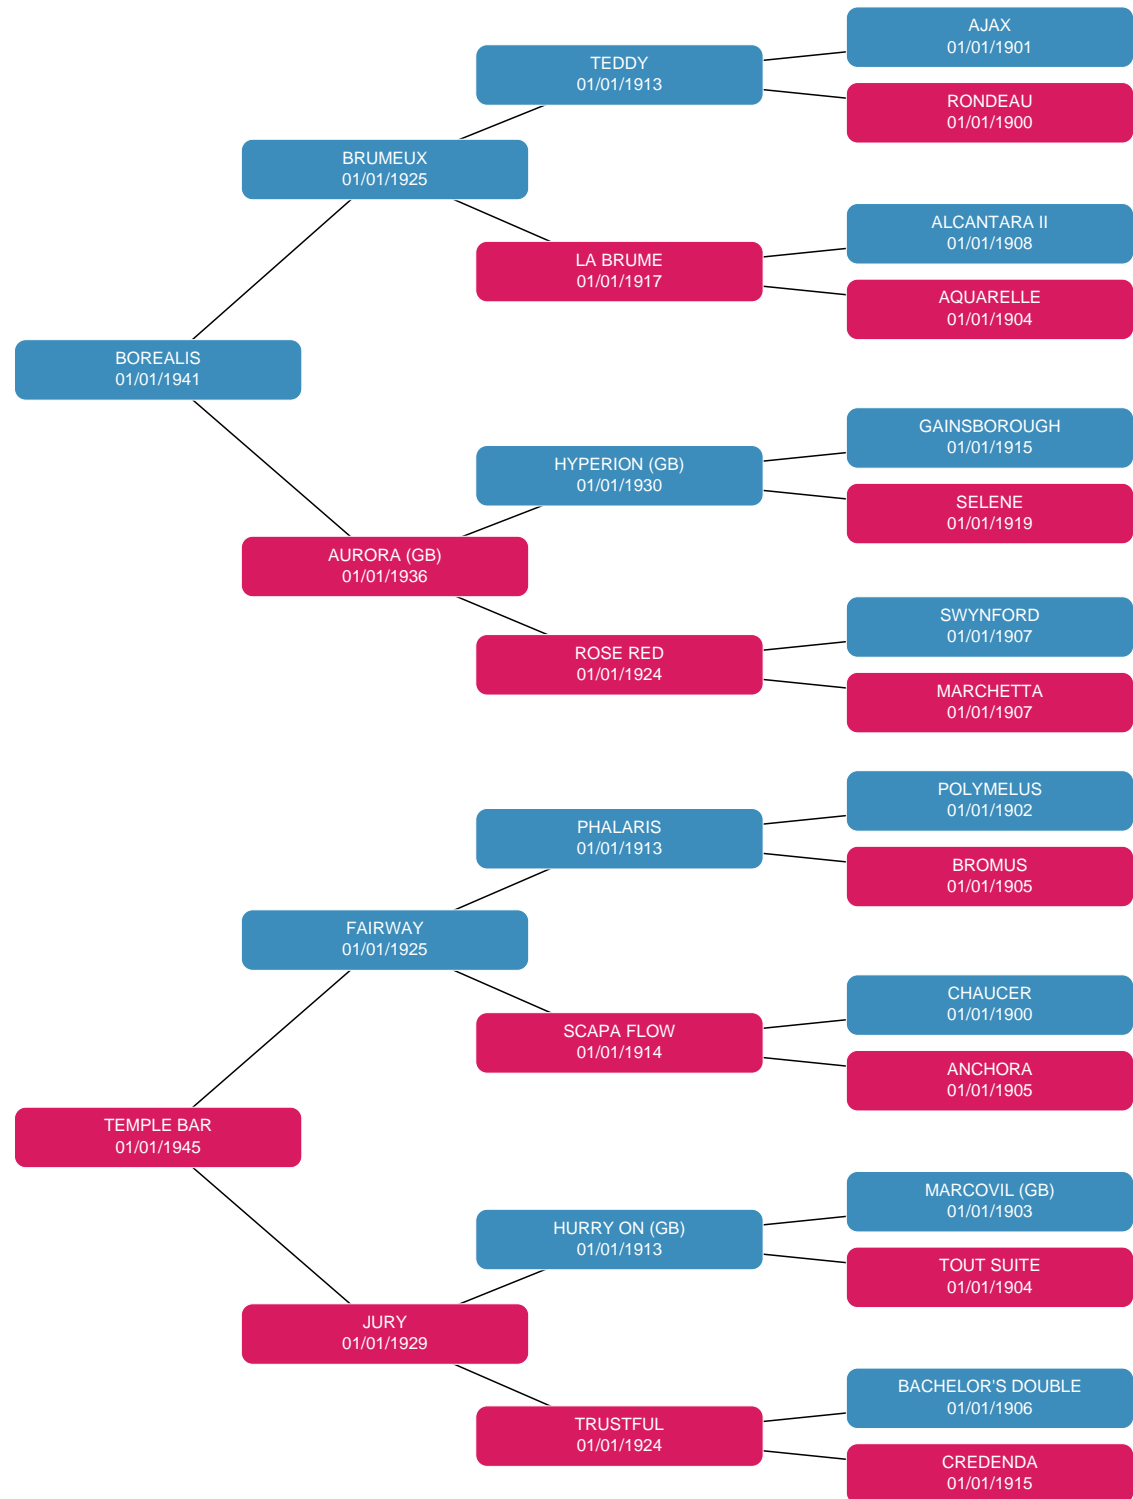 AJAX
01/01/1901
TEDDY
01/01/1913
RONDEAU
01/01/1900
BRUMEUX
01/01/1925
ALCANTARA II
01/01/1908
LA BRUME
01/01/1917
AQUARELLE
01/01/1904
BOREALIS
01/01/1941
GAINSBOROUGH
01/01/1915
HYPERION (GB)
01/01/1930
SELENE
01/01/1919
AURORA (GB)
01/01/1936
SWYNFORD
01/01/1907
ROSE RED
01/01/1924
MARCHETTA
01/01/1907
POLYMELUS
01/01/1902
PHALARIS
01/01/1913
BROMUS
01/01/1905
FAIRWAY
01/01/1925
CHAUCER
01/01/1900
SCAPA FLOW
01/01/1914
ANCHORA
01/01/1905
TEMPLE BAR
01/01/1945
MARCOVIL (GB)
01/01/1903
HURRY ON (GB)
01/01/1913
TOUT SUITE
01/01/1904
JURY
01/01/1929
BACHELOR'S DOUBLE
01/01/1906
TRUSTFUL
01/01/1924
CREDENDA
01/01/1915